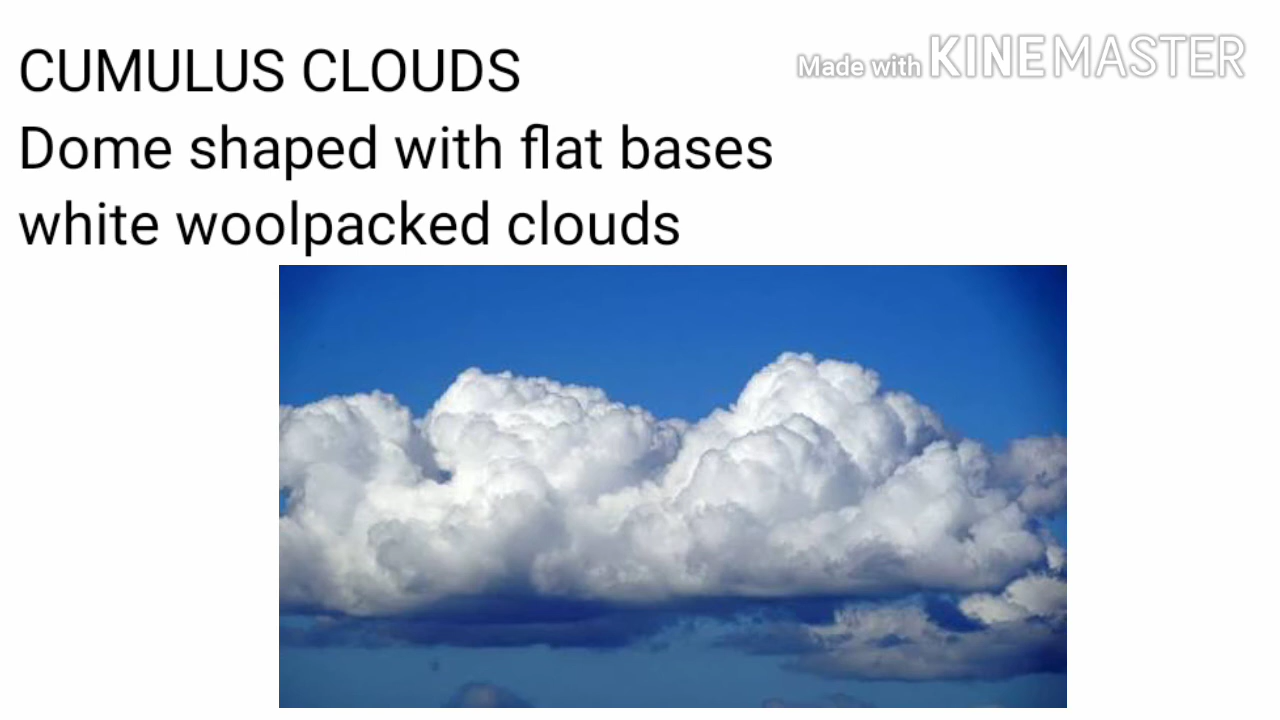 CUMULUS CLOUDS
Made with KINEMASTER
Dome shaped with flat bases
white woolpacked clouds